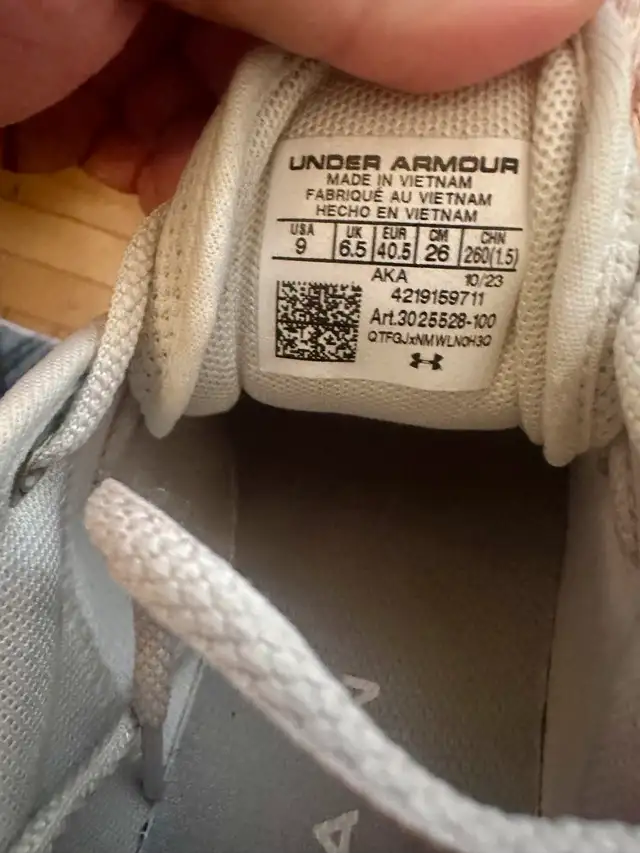 UNDER ARMOUR
MADE IN VIETNAM
FABRIQUÉ AU VIETNAM
HECHO EN VIETNAM
USA UK EUR CM CHN
9 6.5 40.5 26 260(1.5)
AKA 10/23
4219159711
Art.3025528-100
QTFGJxNMWLN0H3Q